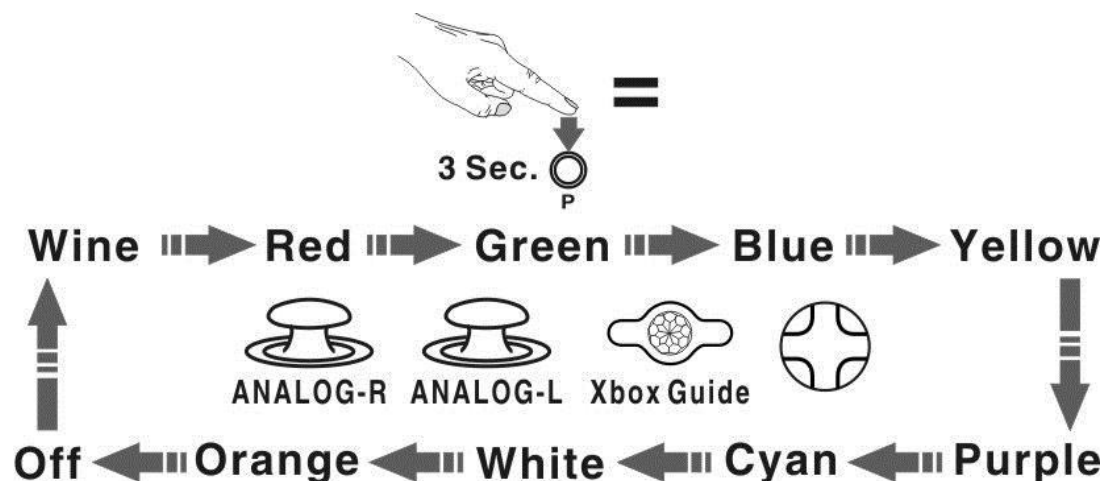 3 Sec.
P
Wine Red Green Blue Yellow
ANALOG-R ANALOG-L Xbox Guide
Off Orange White Cyan Purple